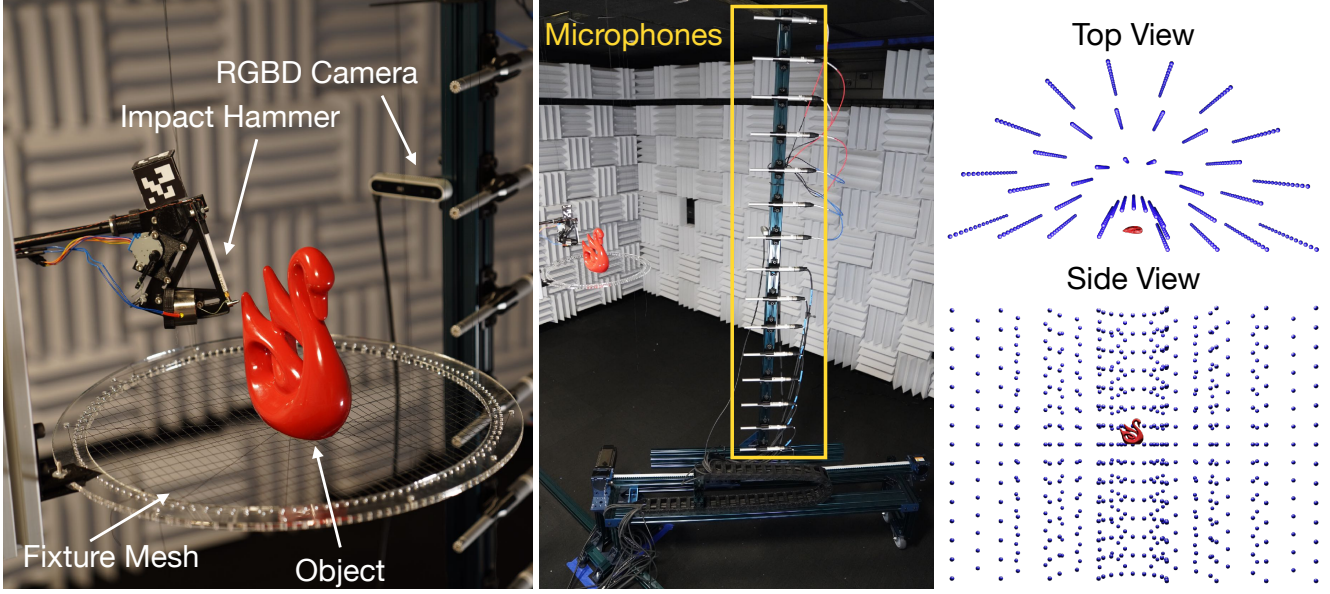 RGBD Camera
Impact Hammer
Fixture Mesh
Object
Microphones
Top View
Side View